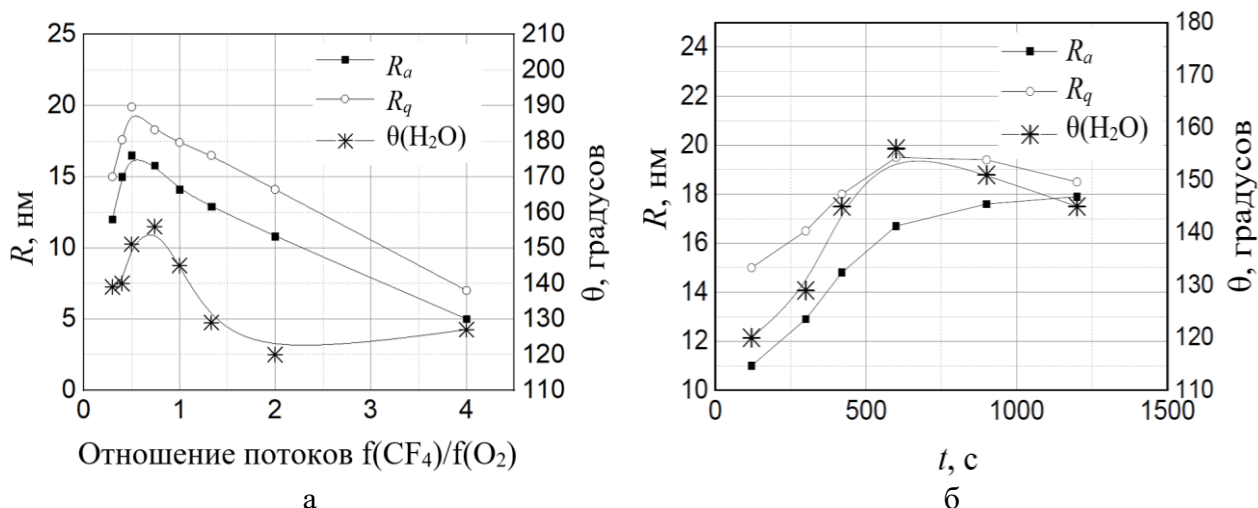 25
20
15
10
5
0
R, нм
210
200
190
180
170
160
150
140
130
120
110
θ, градусов
Rₐ
R_q
θ(H₂O)
0 1 2 3 4
Отношение потоков f(CF₄)/f(O₂)
а
24
22
20
18
16
14
12
10
R, нм
180
170
160
150
140
130
120
110
θ, градусов
Rₐ
R_q
θ(H₂O)
0 500 1000 1500
t, с
б